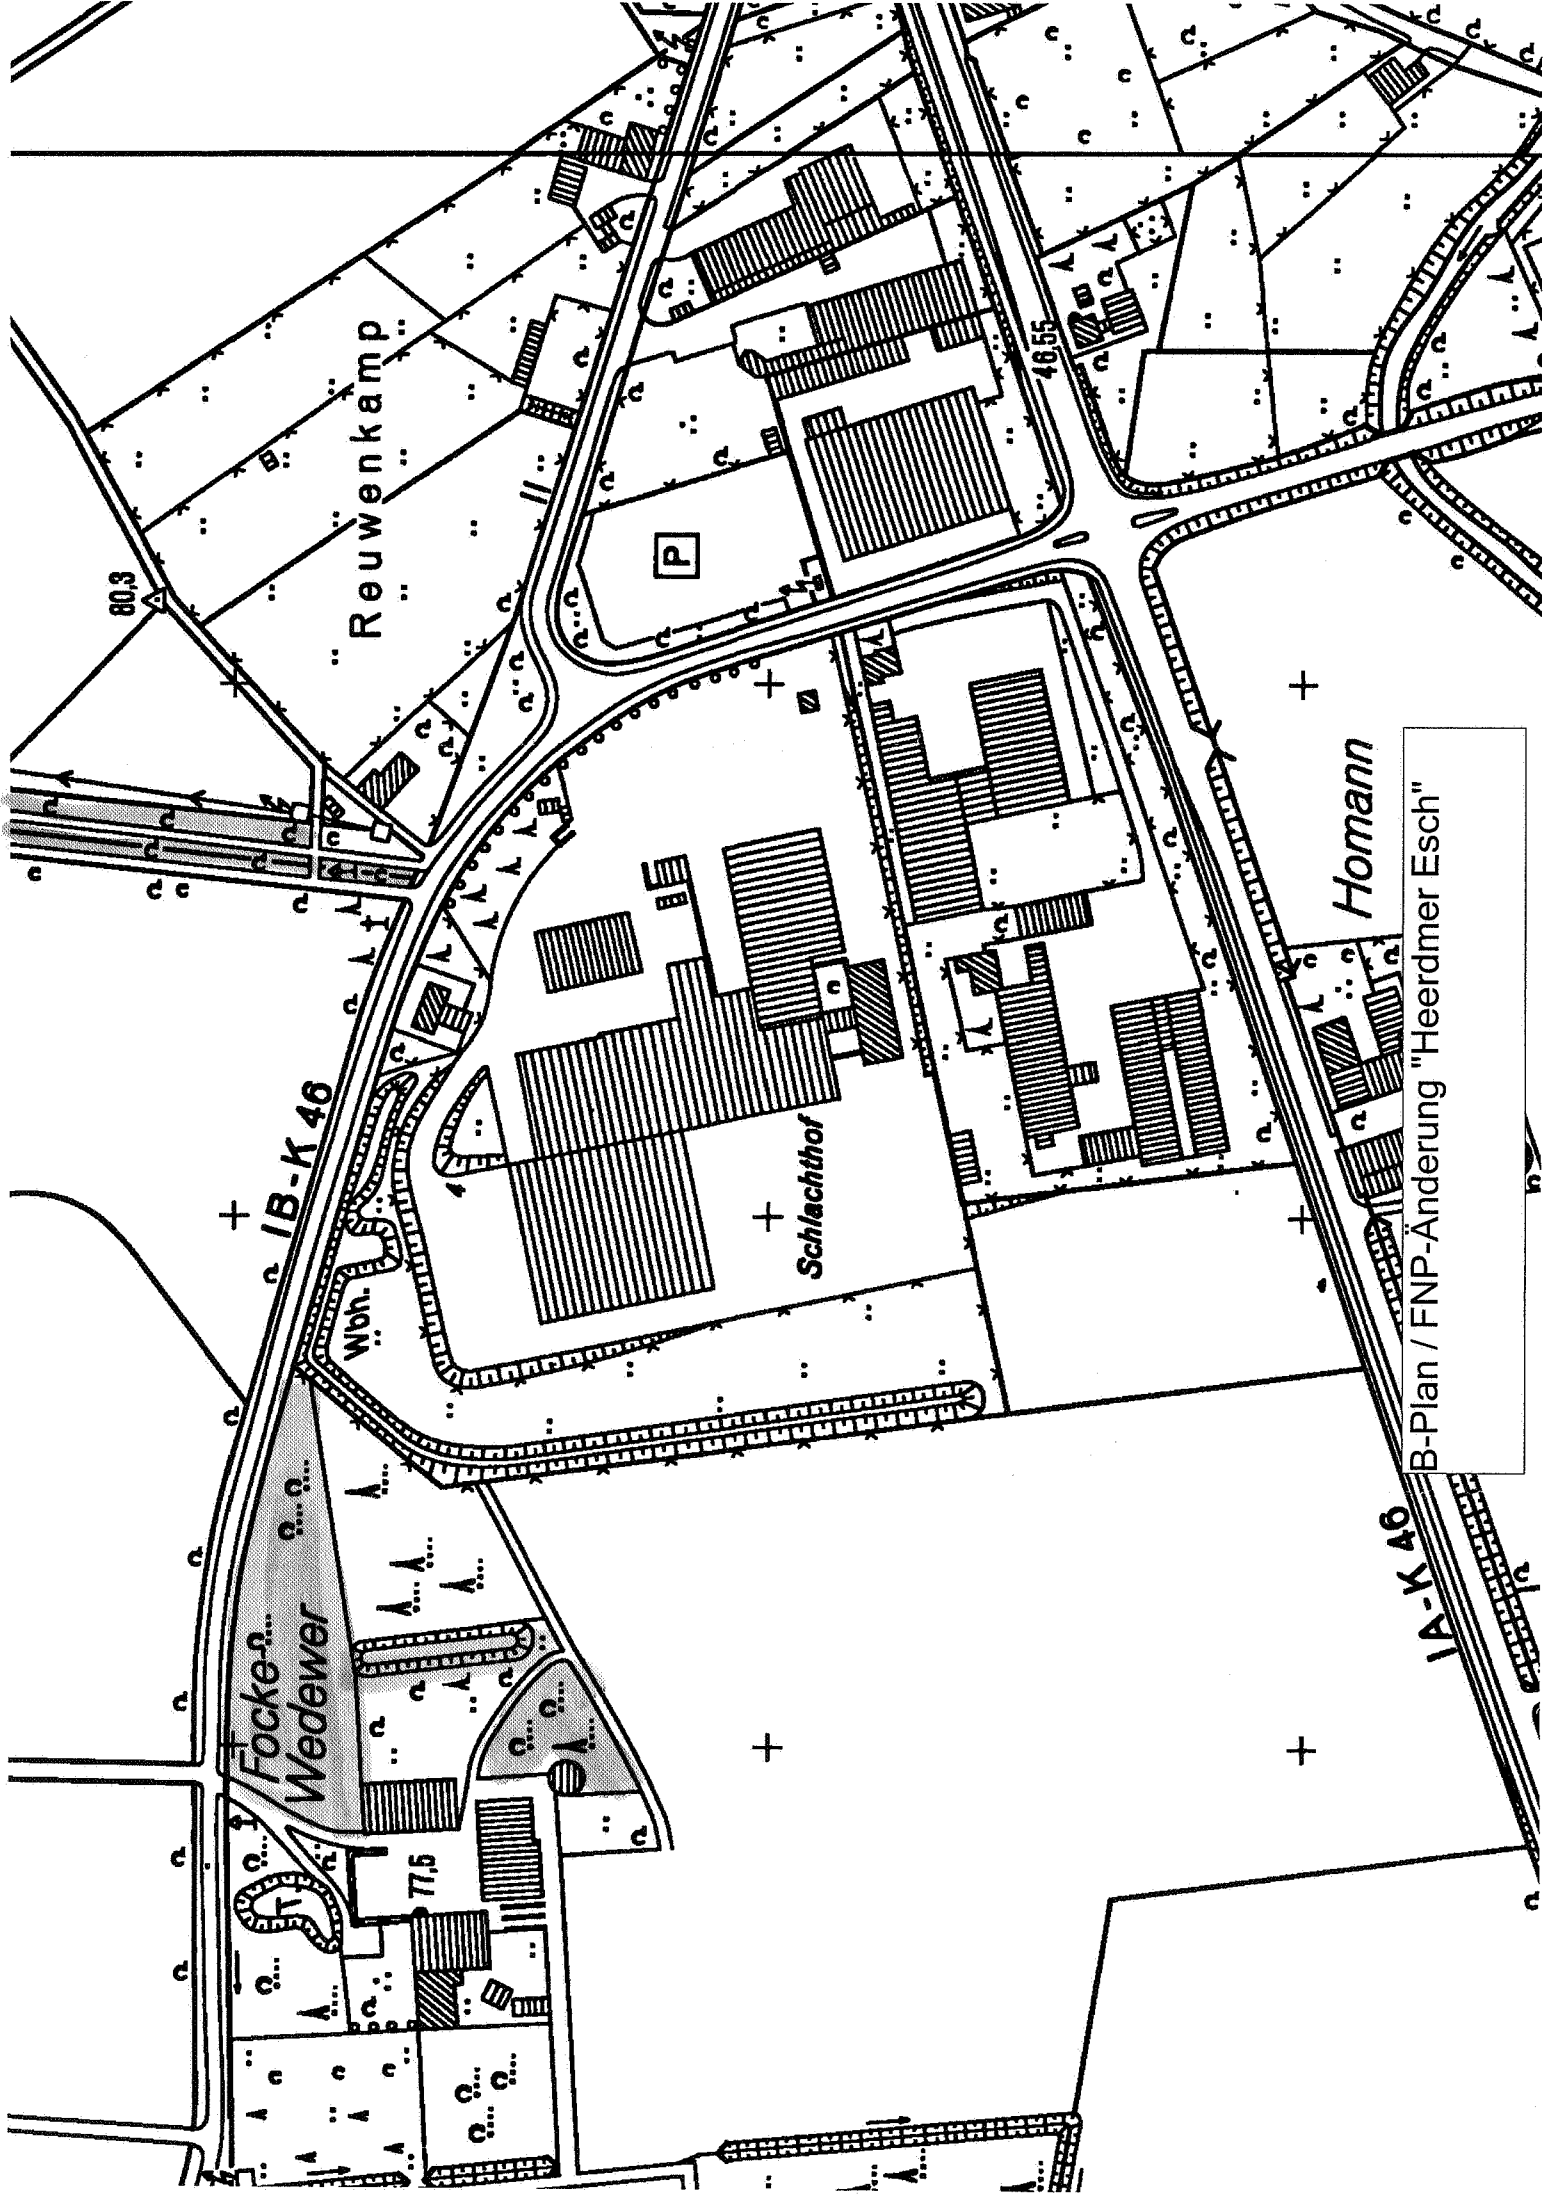 80,3
Reuwenkamp
P
46,55
IB-K 46
Wbh.
4
Schlachthof
Homann
Focke-
Wedewer
T
77,5
IA-K 46
B-Plan / FNP-Änderung "Heerdmer Esch"